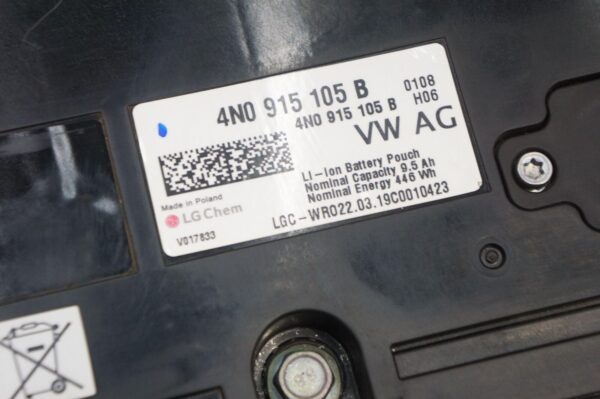 4N0 915 105 B 0108
4N0 915 105 B H06
VW AG
Li-Ion Battery Pouch
Nominal Capacity 9.5 Ah
Nominal Energy 446 Wh
Made in Poland
LG Chem
V017833
LGC-WRO22.03.19C0010423